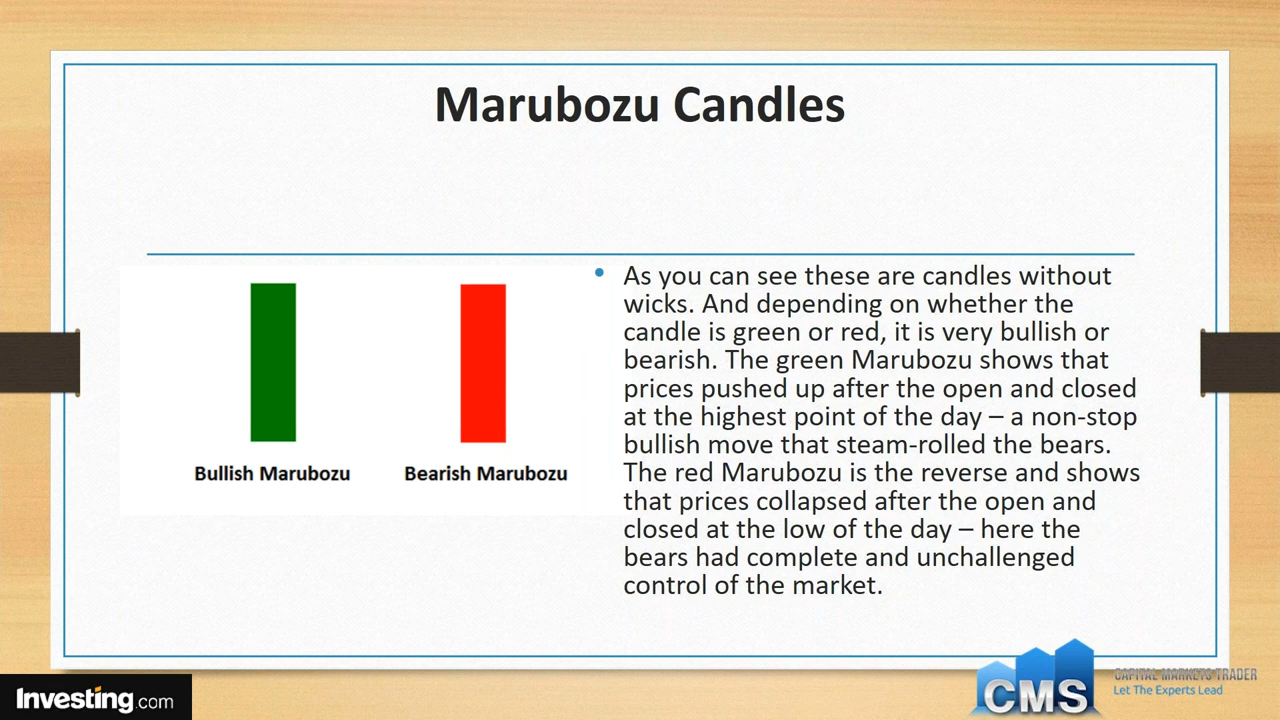 Marubozu Candles
As you can see these are candles without
wicks. And depending on whether the
candle is green or red, it is very bullish or
bearish. The green Marubozu shows that
prices pushed up after the open and closed
at the highest point of the day – a non-stop
bullish move that steam-rolled the bears.
The red Marubozu is the reverse and shows
that prices collapsed after the open and
closed at the low of the day – here the
bears had complete and unchallenged
control of the market.
Bullish Marubozu
Bearish Marubozu
Investing.com
CMS
CAPITAL MARKETS TRADER
Let The Experts Lead